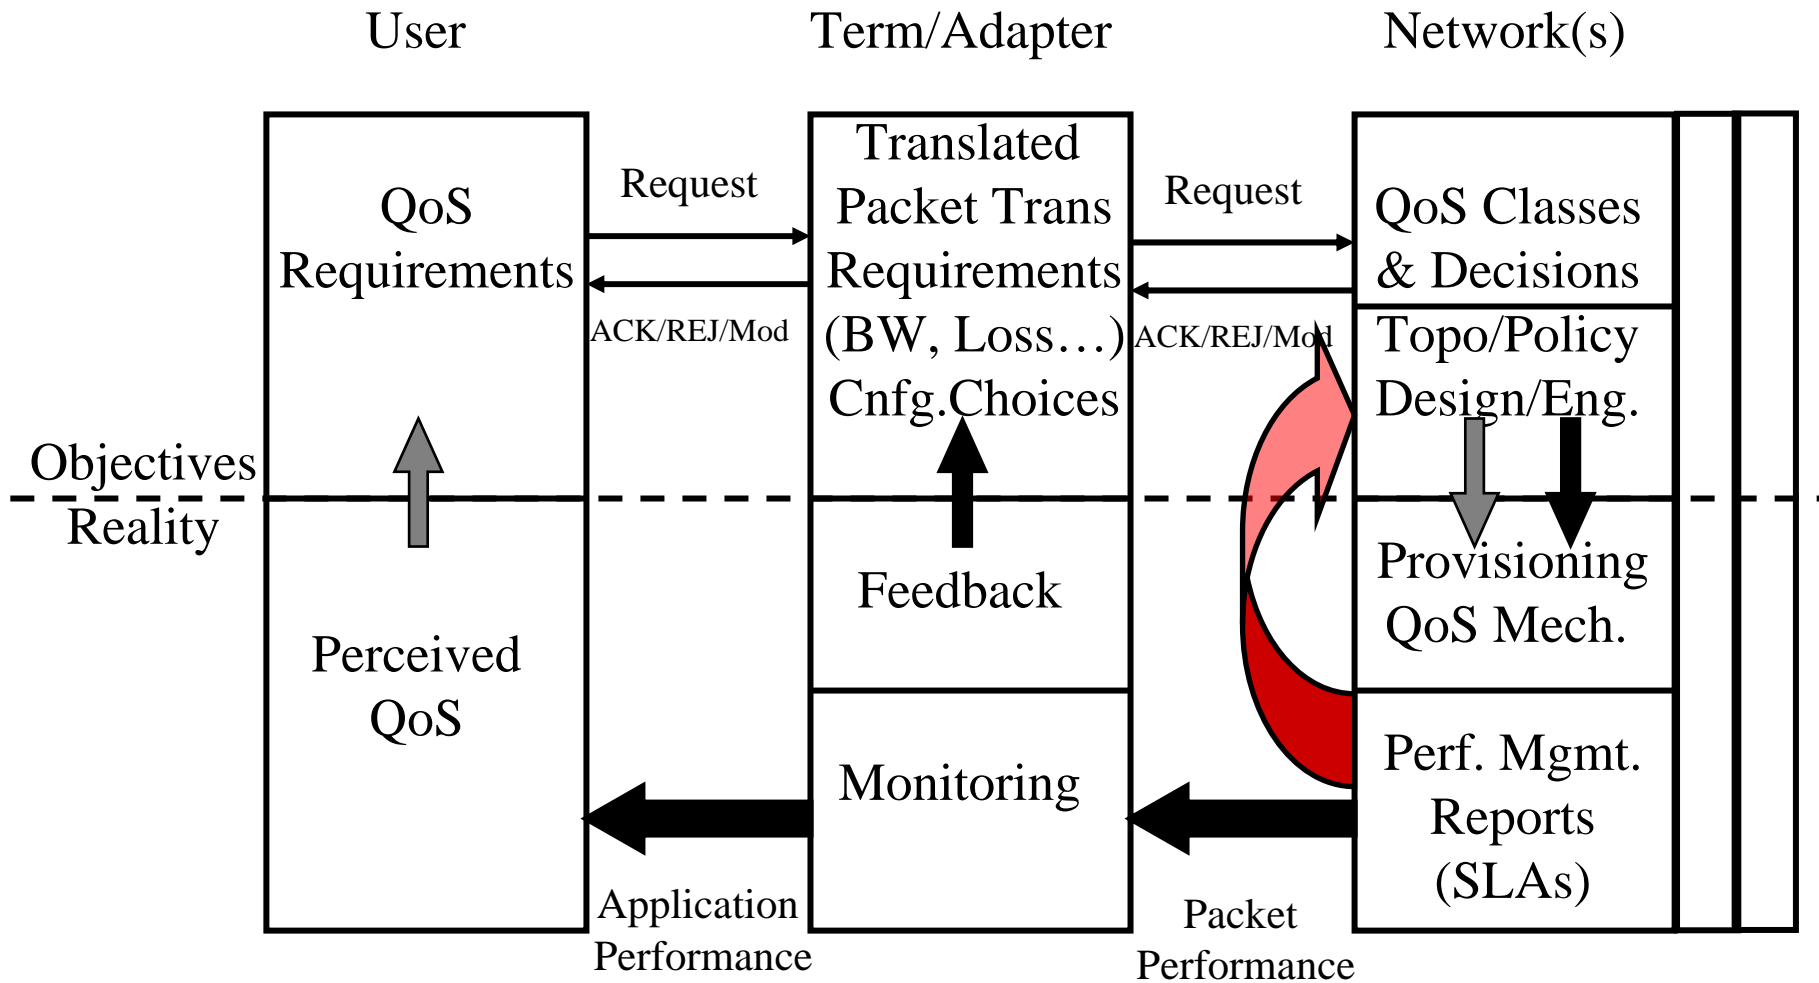 User
Term/Adapter
Network(s)
QoS
Requirements
Request
ACK/REJ/Mod
Translated
Packet Trans
Requirements
(BW, Loss…)
Cnfg.Choices
Request
ACK/REJ/Mod
QoS Classes
& Decisions
Topo/Policy
Design/Eng.
Objectives
Reality
Perceived
QoS
Feedback
Monitoring
Provisioning
QoS Mech.
Perf. Mgmt.
Reports
(SLAs)
Application
Performance
Packet
Performance